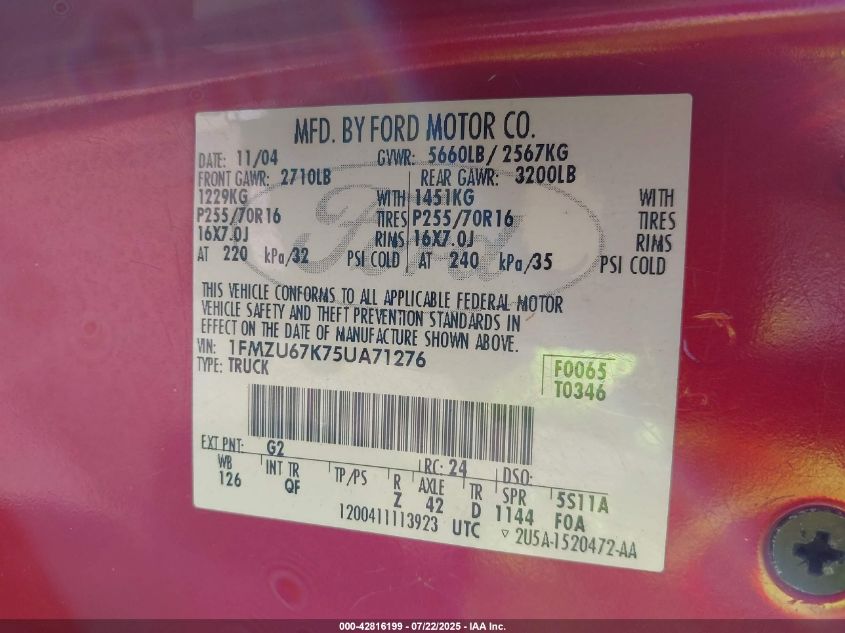 MFD. BY FORD MOTOR CO.
DATE: 11/04 GVWR: 5660LB/ 2567KG
FRONT GAWR: 2710LB REAR GAWR: 3200LB
1229KG WITH 1451KG WITH
P255/70R16 TIRES P255/70R16 TIRES
16X7.0J RIMS 16X7.0J RIMS
AT 220 kPa/32 PSI COLD AT 240 kPa/35 PSI COLD
Ford
THIS VEHICLE CONFORMS TO ALL APPLICABLE FEDERAL MOTOR
VEHICLE SAFETY AND THEFT PREVENTION STANDARDS IN
EFFECT ON THE DATE OF MANUFACTURE SHOWN ABOVE.
VIN: 1FMZU67K75UA71276
TYPE: TRUCK
F0065
T0346
EXT PNT: G2 RC: 24 DSO:
WB INT TR TP/PS R AXLE TR SPR 5S11A
126 QF Z 42 D 1144 F0A
1200411113923 UTC ▽ 2U5A-1520472-AA
000-42816199 - 07/22/2025 - IAA Inc.